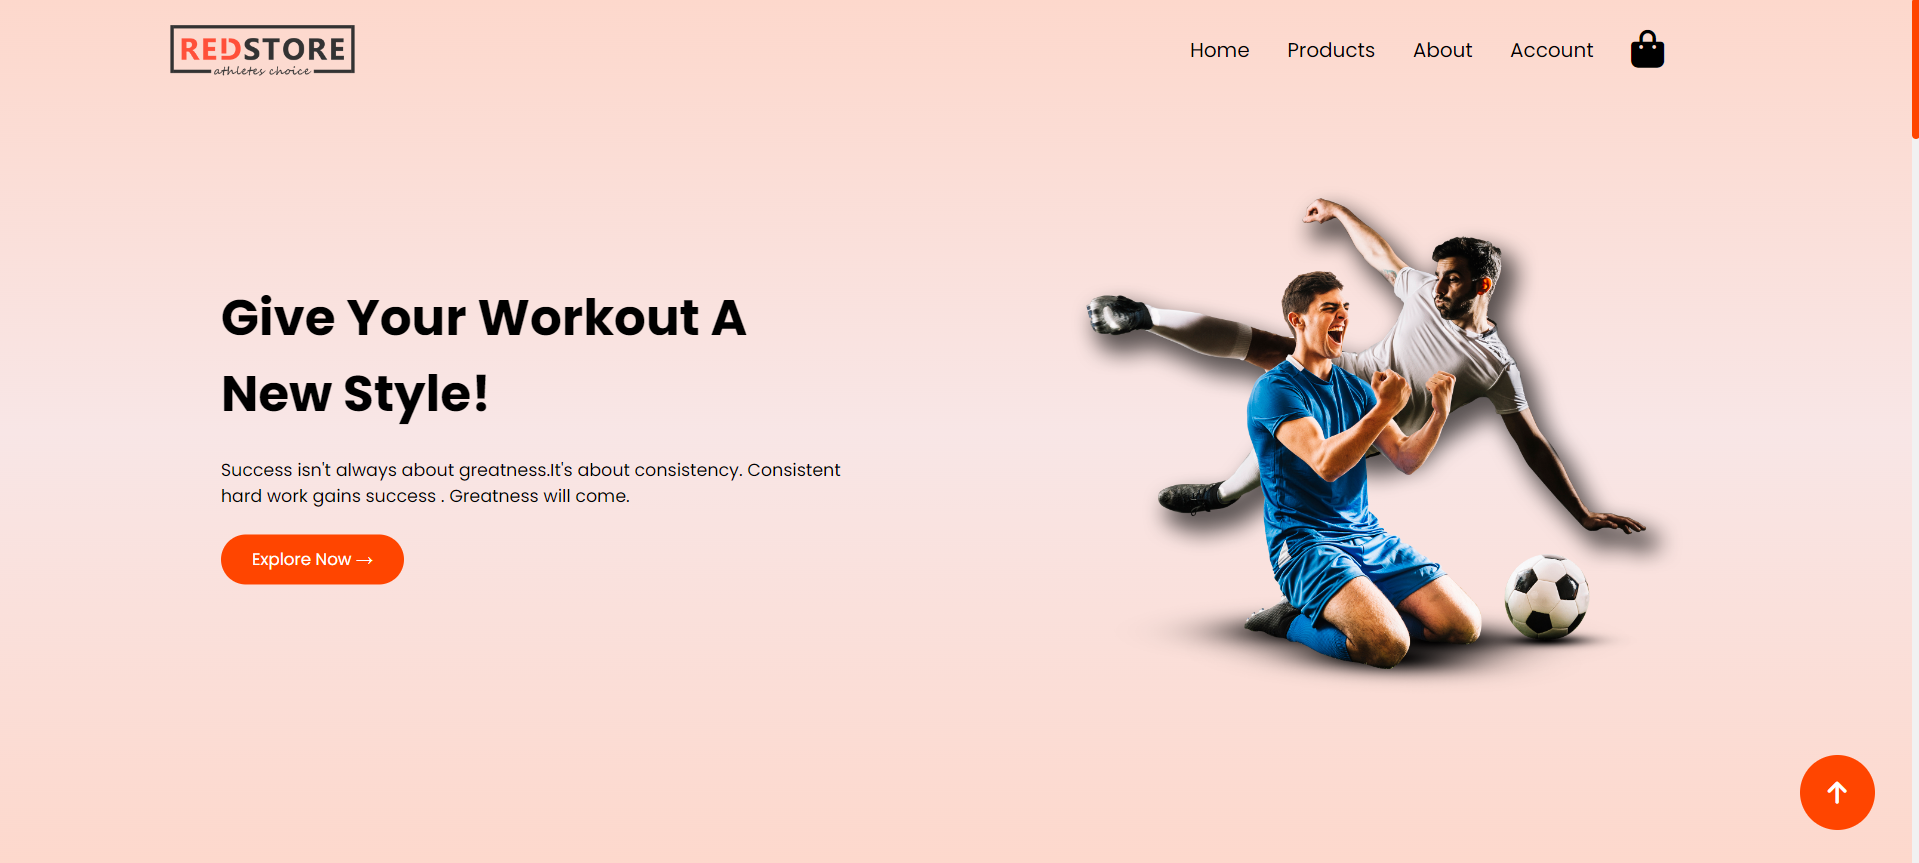 REDSTORE
athletes choice
Home Products About Account
Give Your Workout A
New Style!
Success isn't always about greatness.It's about consistency. Consistent
hard work gains success . Greatness will come.
Explore Now →